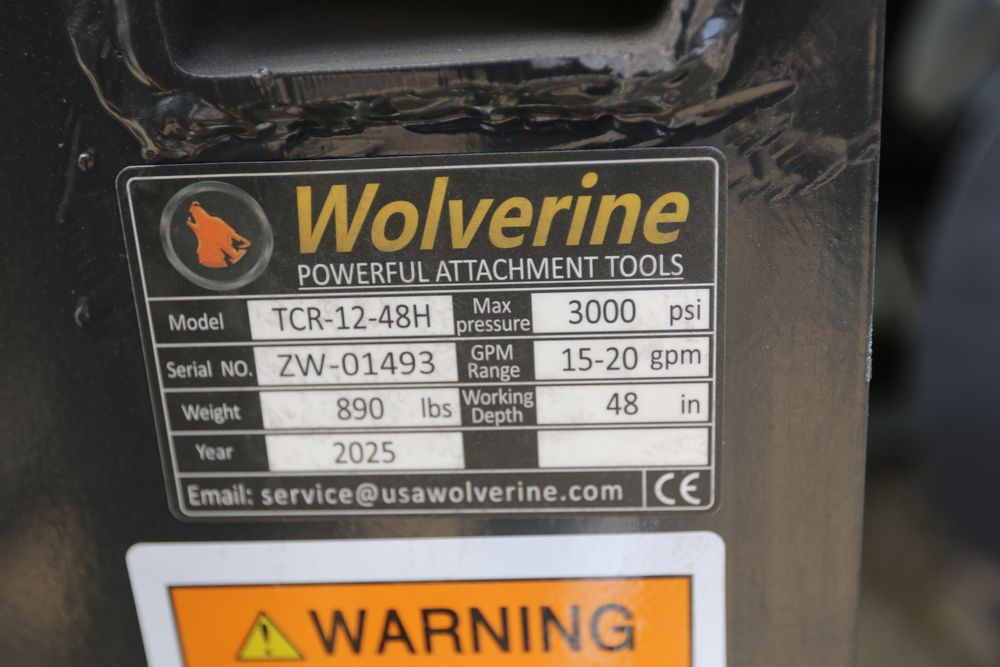 Wolverine
POWERFUL ATTACHMENT TOOLS
Model TCR-12-48H Max pressure 3000 psi
Serial NO. ZW-01493 GPM Range 15-20 gpm
Weight 890 lbs Working Depth 48 in
Year 2025
Email: service@usawolverine.com CE
WARNING